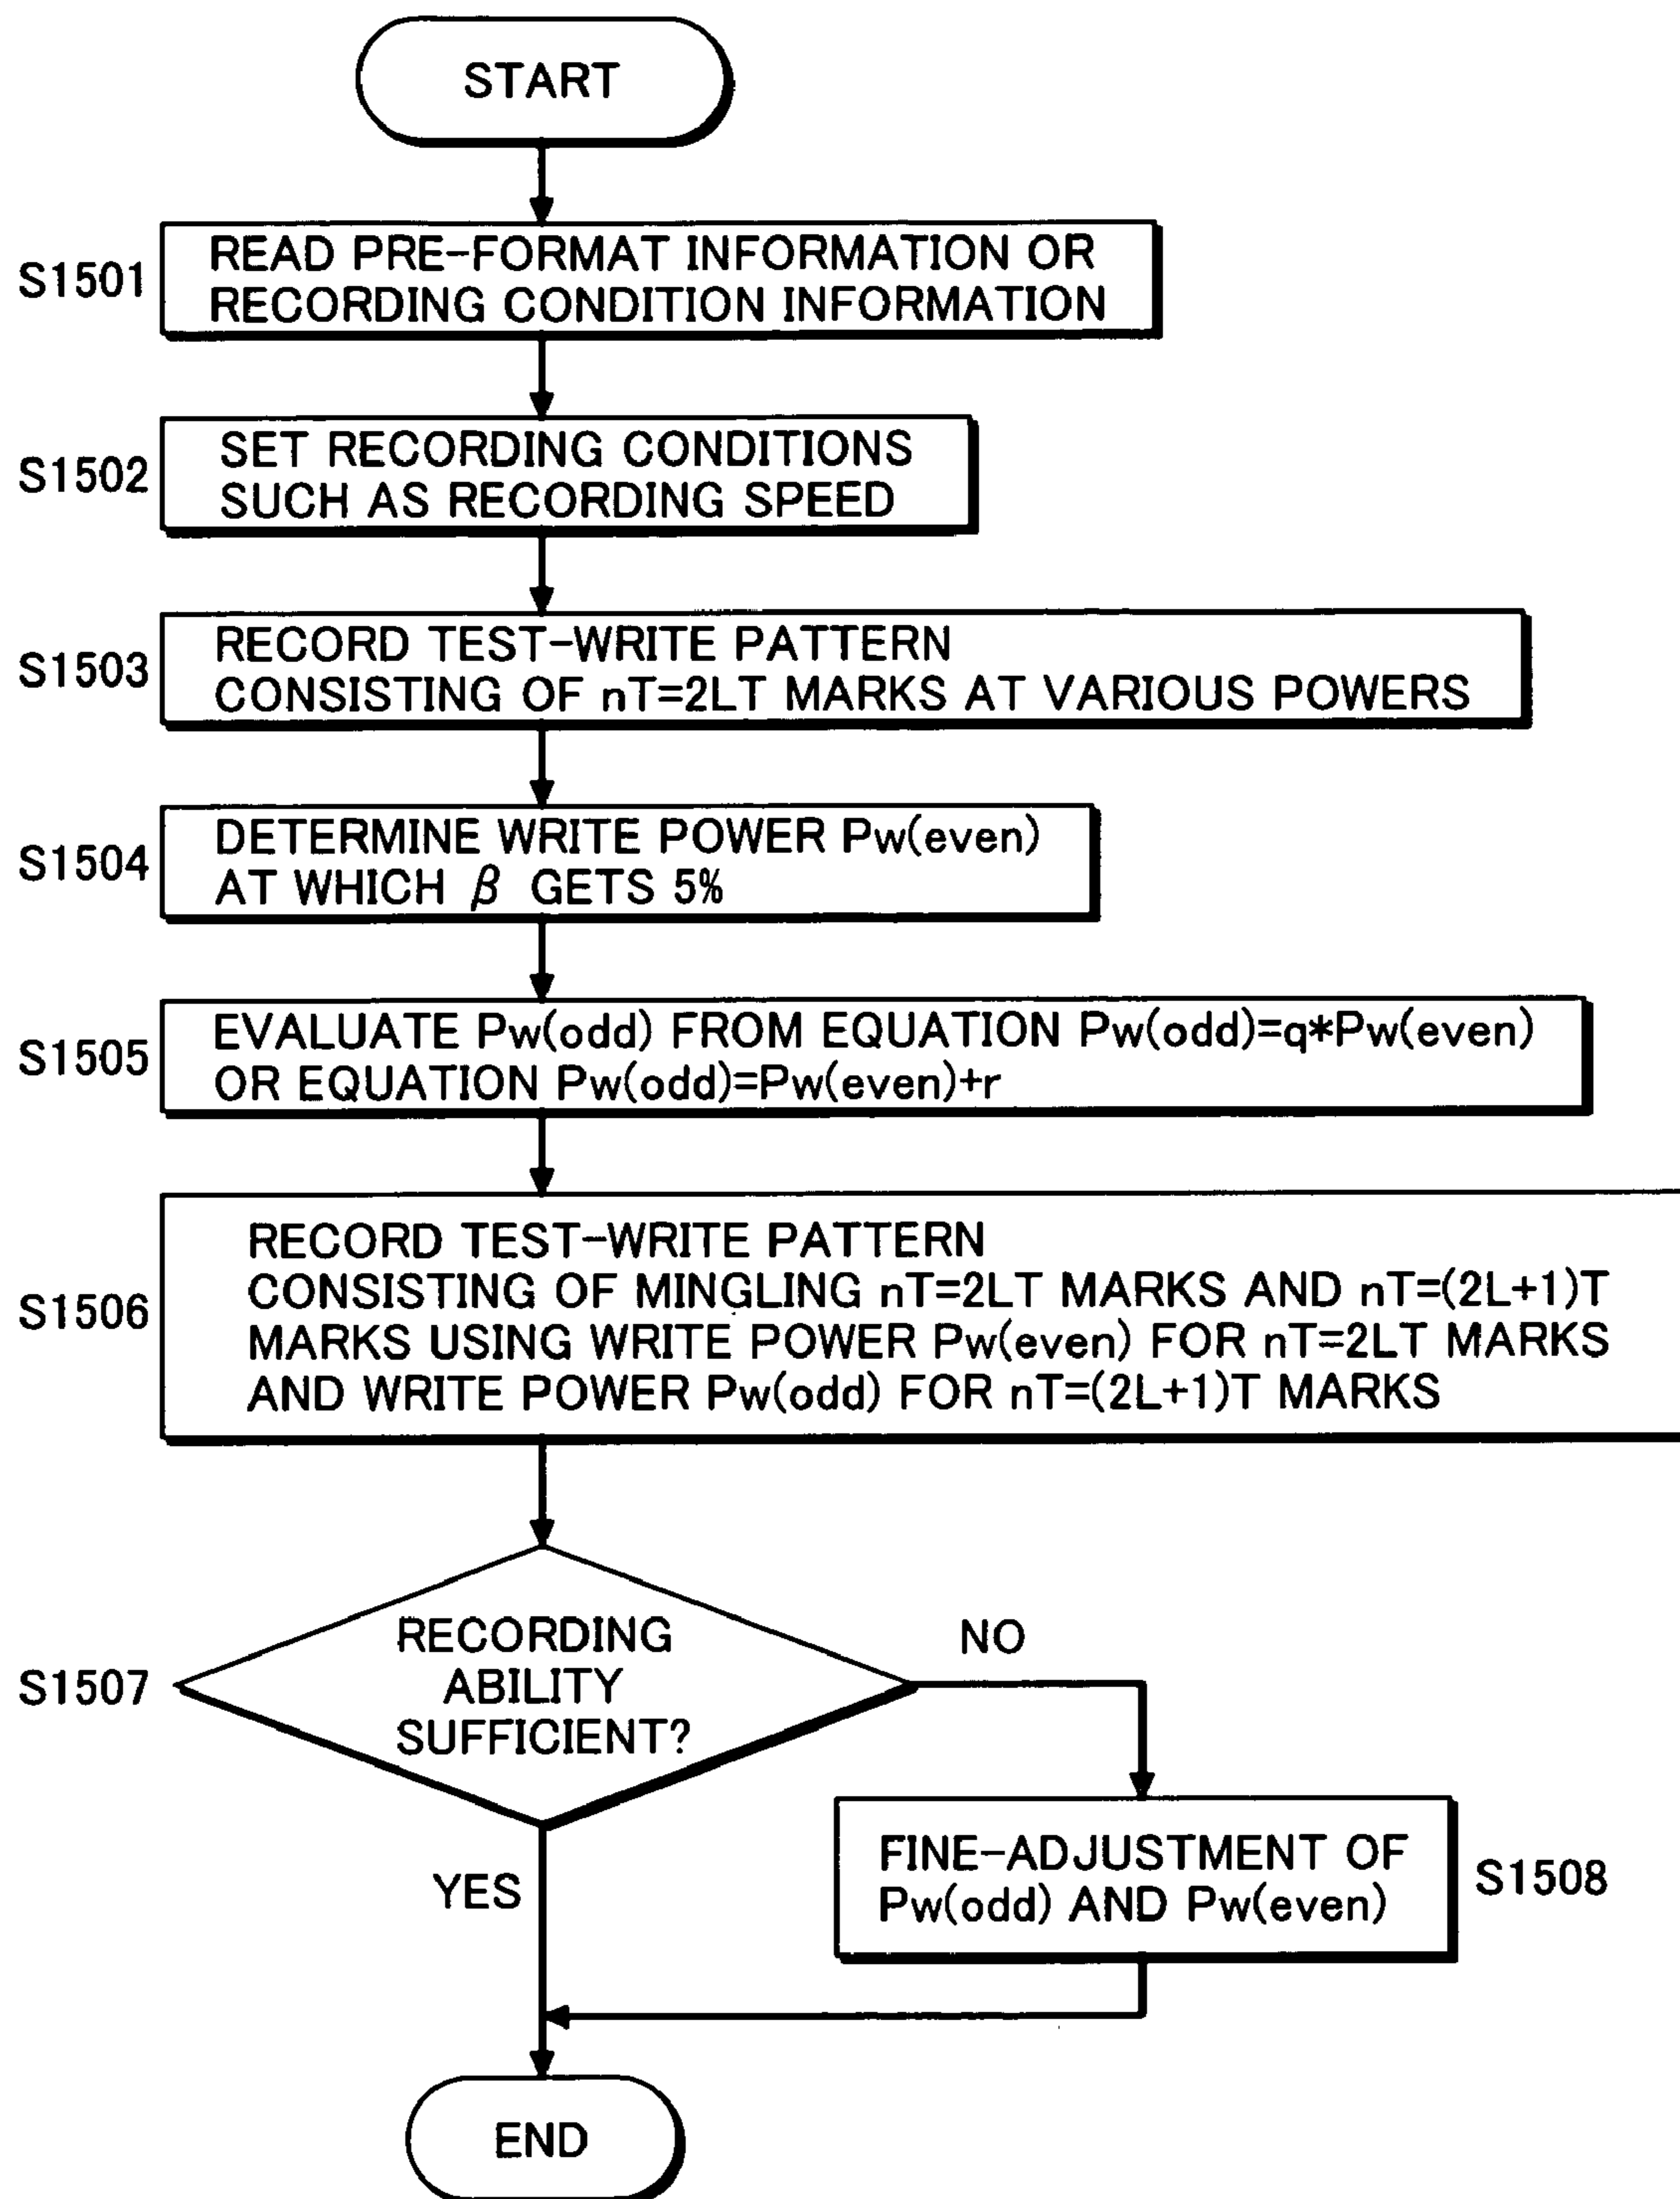 START
S1501
READ PRE-FORMAT INFORMATION OR
RECORDING CONDITION INFORMATION
S1502
SET RECORDING CONDITIONS
SUCH AS RECORDING SPEED
S1503
RECORD TEST-WRITE PATTERN
CONSISTING OF nT=2LT MARKS AT VARIOUS POWERS
S1504
DETERMINE WRITE POWER Pw(even)
AT WHICH β GETS 5%
S1505
EVALUATE Pw(odd) FROM EQUATION Pw(odd)=q*Pw(even)
OR EQUATION Pw(odd)=Pw(even)+r
S1506
RECORD TEST-WRITE PATTERN
CONSISTING OF MINGLING nT=2LT MARKS AND nT=(2L+1)T
MARKS USING WRITE POWER Pw(even) FOR nT=2LT MARKS
AND WRITE POWER Pw(odd) FOR nT=(2L+1)T MARKS
S1507
RECORDING
ABILITY
SUFFICIENT?
NO
YES
FINE-ADJUSTMENT OF
Pw(odd) AND Pw(even)
S1508
END